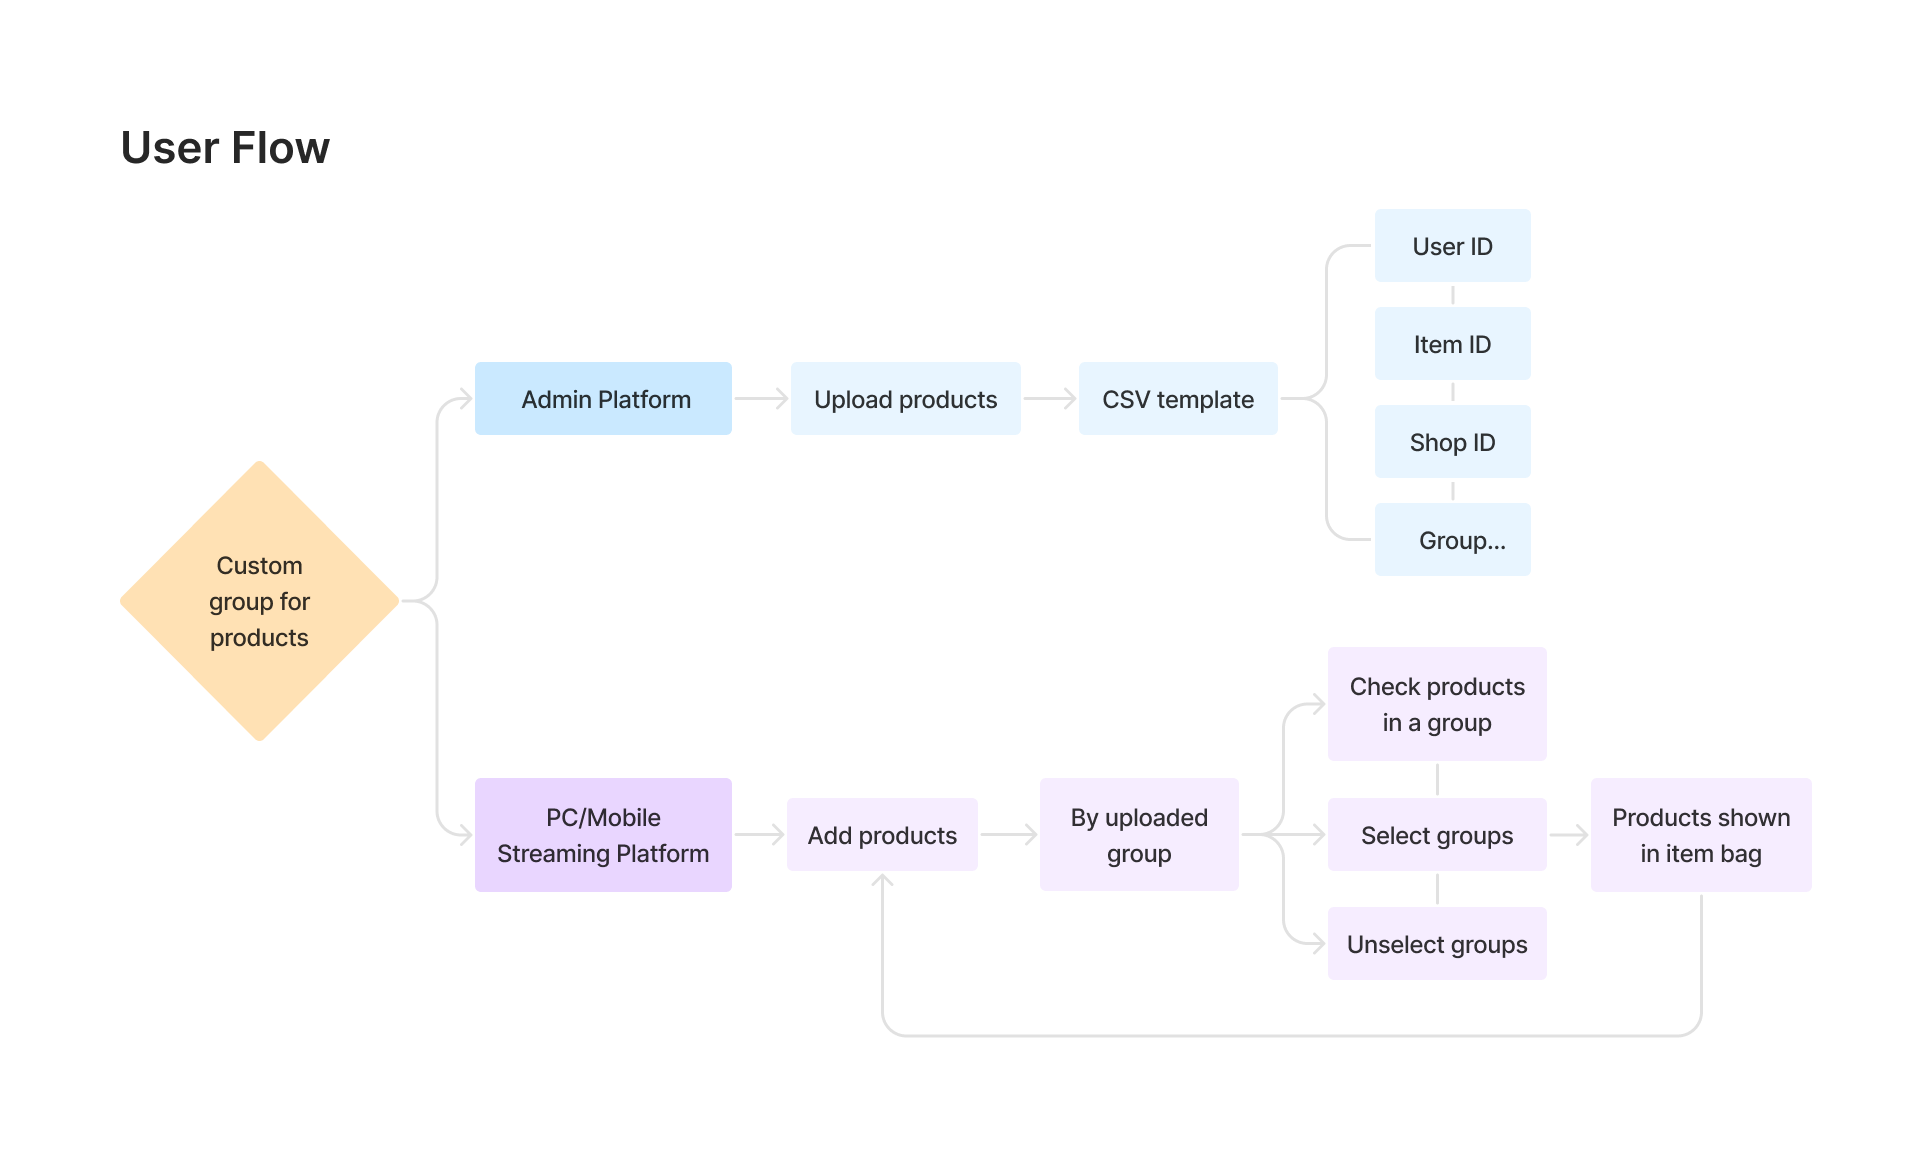 User Flow
User ID
Item ID
Admin Platform
Upload products
CSV template
Shop ID
Group...
Custom
group for
products
Check products
in a group
PC/Mobile
Streaming Platform
Add products
By uploaded
group
Select groups
Products shown
in item bag
Unselect groups